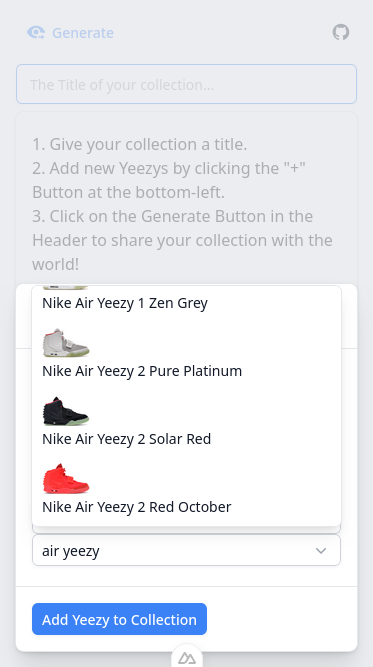 Generate
The Title of your collection...
1. Give your collection a title.
2. Add new Yeezys by clicking the "+"
Button at the bottom-left.
3. Click on the Generate Button in the
Header to share your collection with the
world!
Nike Air Yeezy 1 Zen Grey
Nike Air Yeezy 2 Pure Platinum
Nike Air Yeezy 2 Solar Red
Nike Air Yeezy 2 Red October
air yeezy
Add Yeezy to Collection